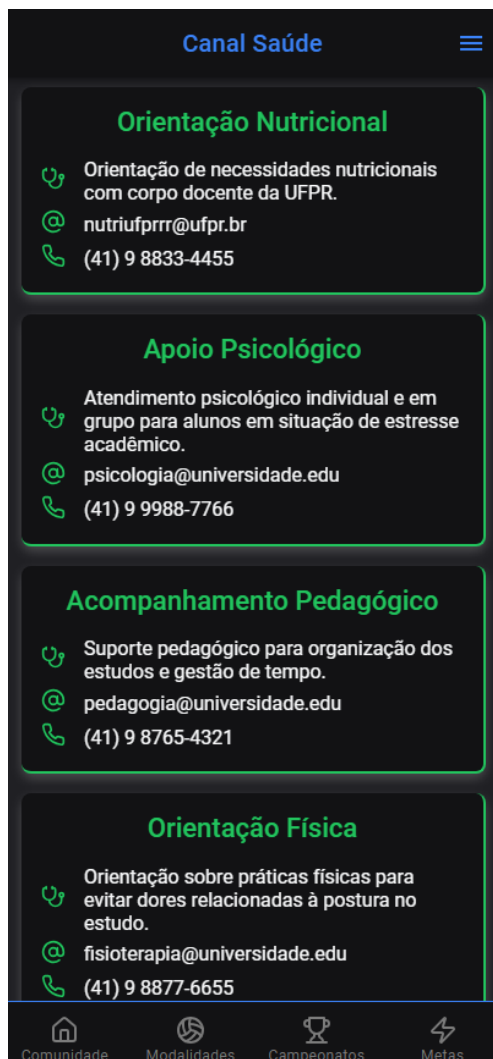 Canal Saúde
Orientação Nutricional
Orientação de necessidades nutricionais
com corpo docente da UFPR.
nutriufprrr@ufpr.br
(41) 9 8833-4455
Apoio Psicológico
Atendimento psicológico individual e em
grupo para alunos em situação de estresse
acadêmico.
psicologia@universidade.edu
(41) 9 9988-7766
Acompanhamento Pedagógico
Suporte pedagógico para organização dos
estudos e gestão de tempo.
pedagogia@universidade.edu
(41) 9 8765-4321
Orientação Física
Orientação sobre práticas físicas para
evitar dores relacionadas à postura no
estudo.
fisioterapia@universidade.edu
(41) 9 8877-6655
Comunidade Modalidades Campeonatos Metas